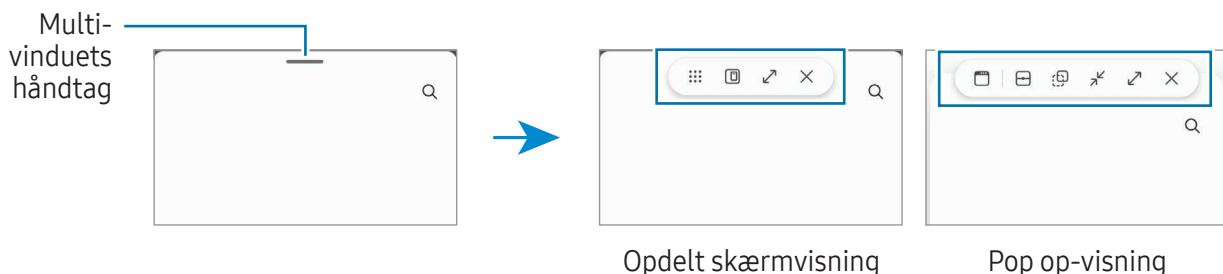 Multi-
vinduets
håndtag
Opdelt skærmvisning
Pop op-visning